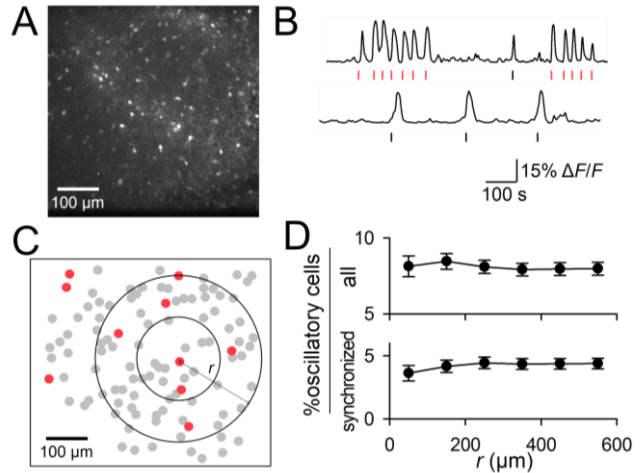 A
100 µm
B
15% ΔF/F
100 s
C
r
100 µm
D
%oscillatory cells
all
synchronized
10
5
5
0
0 200 400 600
r (µm)